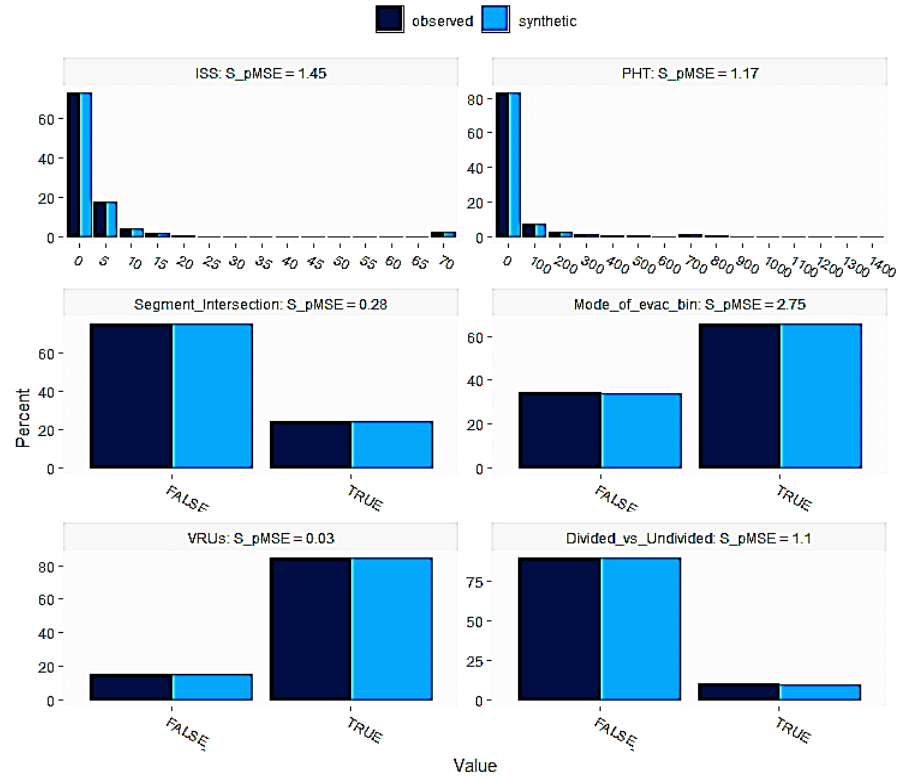 observed synthetic
ISS: S_pMSE = 1.45
PHT: S_pMSE = 1.17
60
40
20
0
80
60
40
20
0
0 5 10 15 20 25 30 35 40 45 50 55 60 65 70
0 100 200 300 400 500 600 700 800 900 1000 1100 1200 1300 1400
Segment_Intersection: S_pMSE = 0.28
Mode_of_evac_bin: S_pMSE = 2.75
60
40
20
0
60
40
20
0
FALSE TRUE
FALSE TRUE
Percent
VRUs: S_pMSE = 0.03
Divided_vs_Undivided: S_pMSE = 1.1
80
60
40
20
0
75
50
25
0
FALSE TRUE
FALSE TRUE
Value